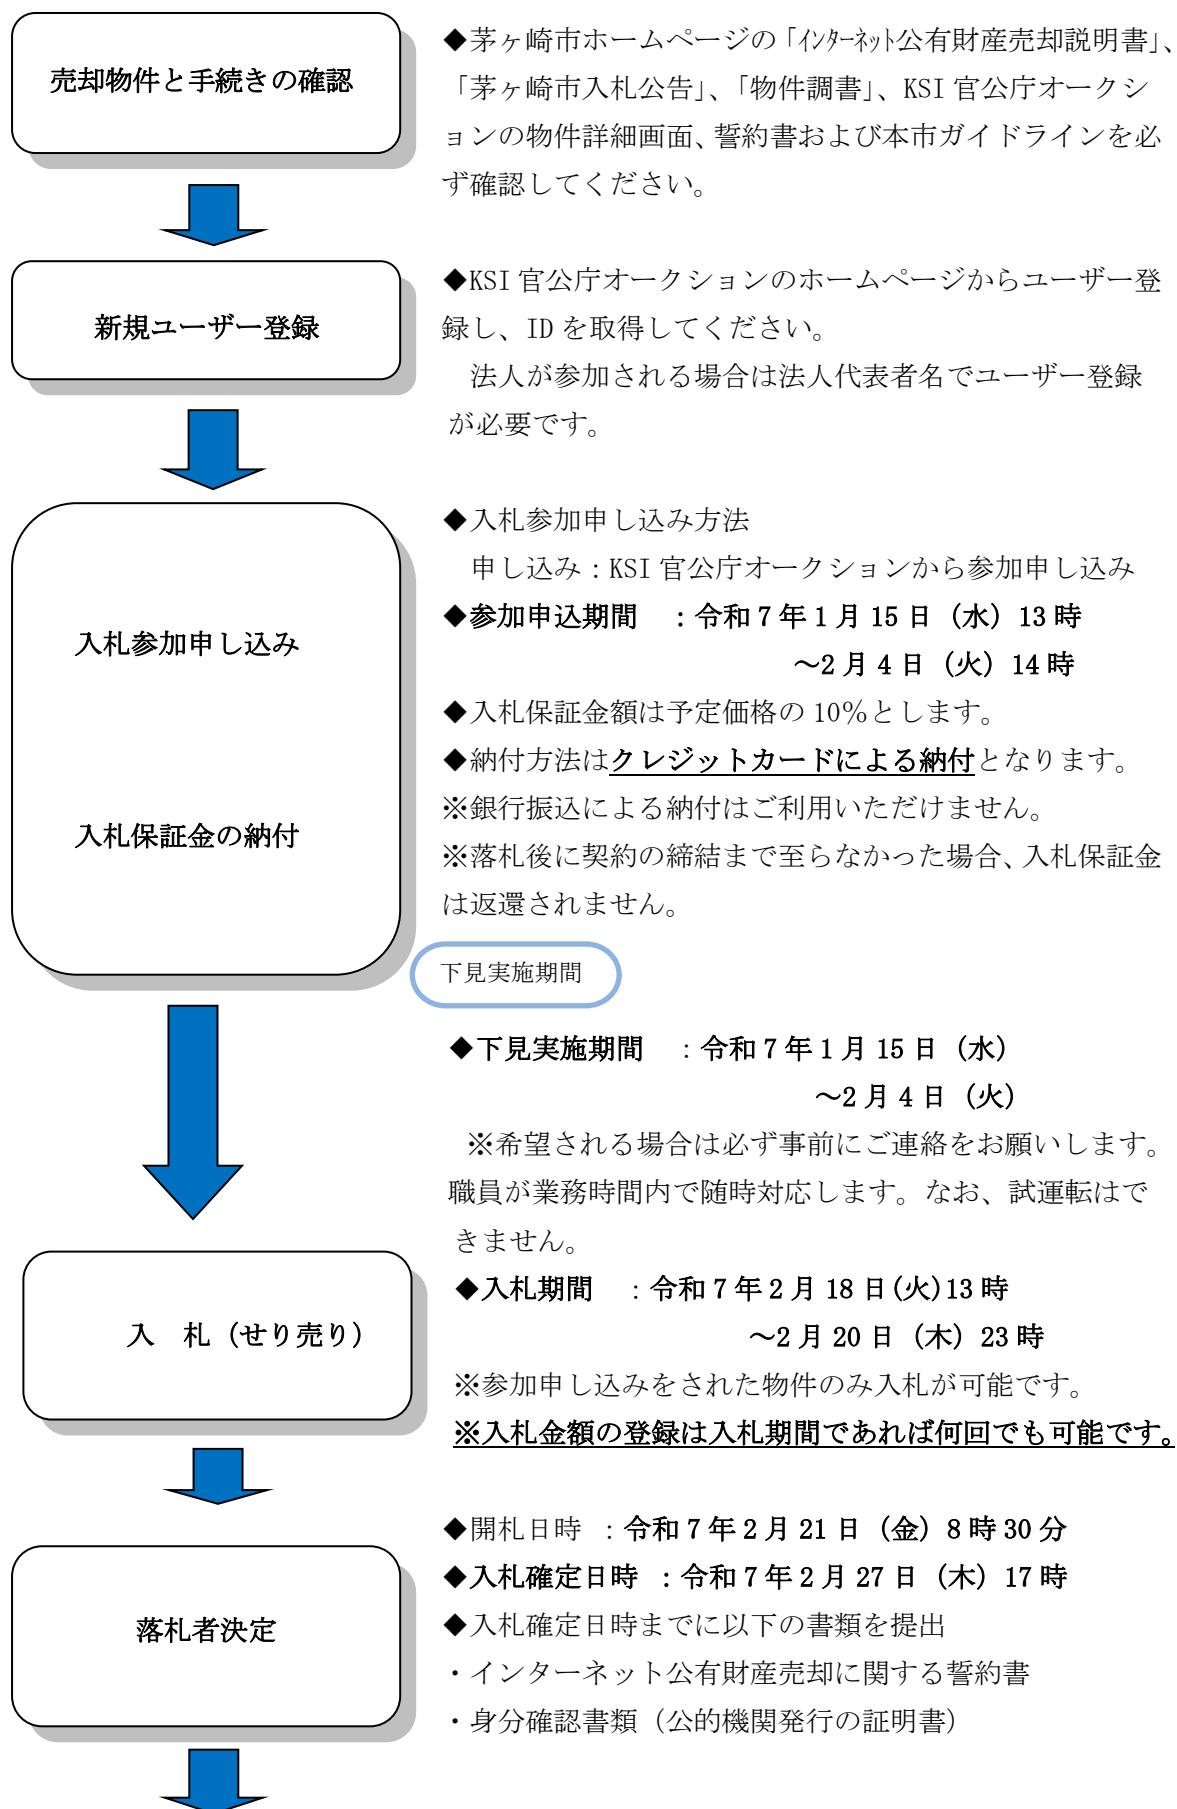 売却物件と手続きの確認
◆茅ヶ崎市ホームページの「インターネット公有財産売却説明書」、
「茅ヶ崎市入札公告」、「物件調書」、KSI 官公庁オークシ
ョンの物件詳細画面、誓約書および本市ガイドラインを必
ず確認してください。
新規ユーザー登録
◆KSI 官公庁オークションのホームページからユーザー登
録し、ID を取得してください。
法人が参加される場合は法人代表者名でユーザー登録
が必要です。
入札参加申し込み
入札保証金の納付
◆入札参加申し込み方法
申し込み：KSI 官公庁オークションから参加申し込み
◆参加申込期間　：令和 7 年 1 月 15 日（水）13 時
～2 月 4 日（火）14 時
◆入札保証金額は予定価格の 10％とします。
◆納付方法はクレジットカードによる納付となります。
※銀行振込による納付はご利用いただけません。
※落札後に契約の締結まで至らなかった場合、入札保証金
は返還されません。
下見実施期間
◆下見実施期間　：令和 7 年 1 月 15 日（水）
～2 月 4 日（火）
※希望される場合は必ず事前にご連絡をお願いします。
職員が業務時間内で随時対応します。なお、試運転はで
きません。
入　札（せり売り）
◆入札期間　：令和 7 年 2 月 18 日(火)13 時
～2 月 20 日（木）23 時
※参加申し込みをされた物件のみ入札が可能です。
※入札金額の登録は入札期間であれば何回でも可能です。
落札者決定
◆開札日時　：令和 7 年 2 月 21 日（金）8 時 30 分
◆入札確定日時　：令和 7 年 2 月 27 日（木）17 時
◆入札確定日時までに以下の書類を提出
・インターネット公有財産売却に関する誓約書
・身分確認書類（公的機関発行の証明書）